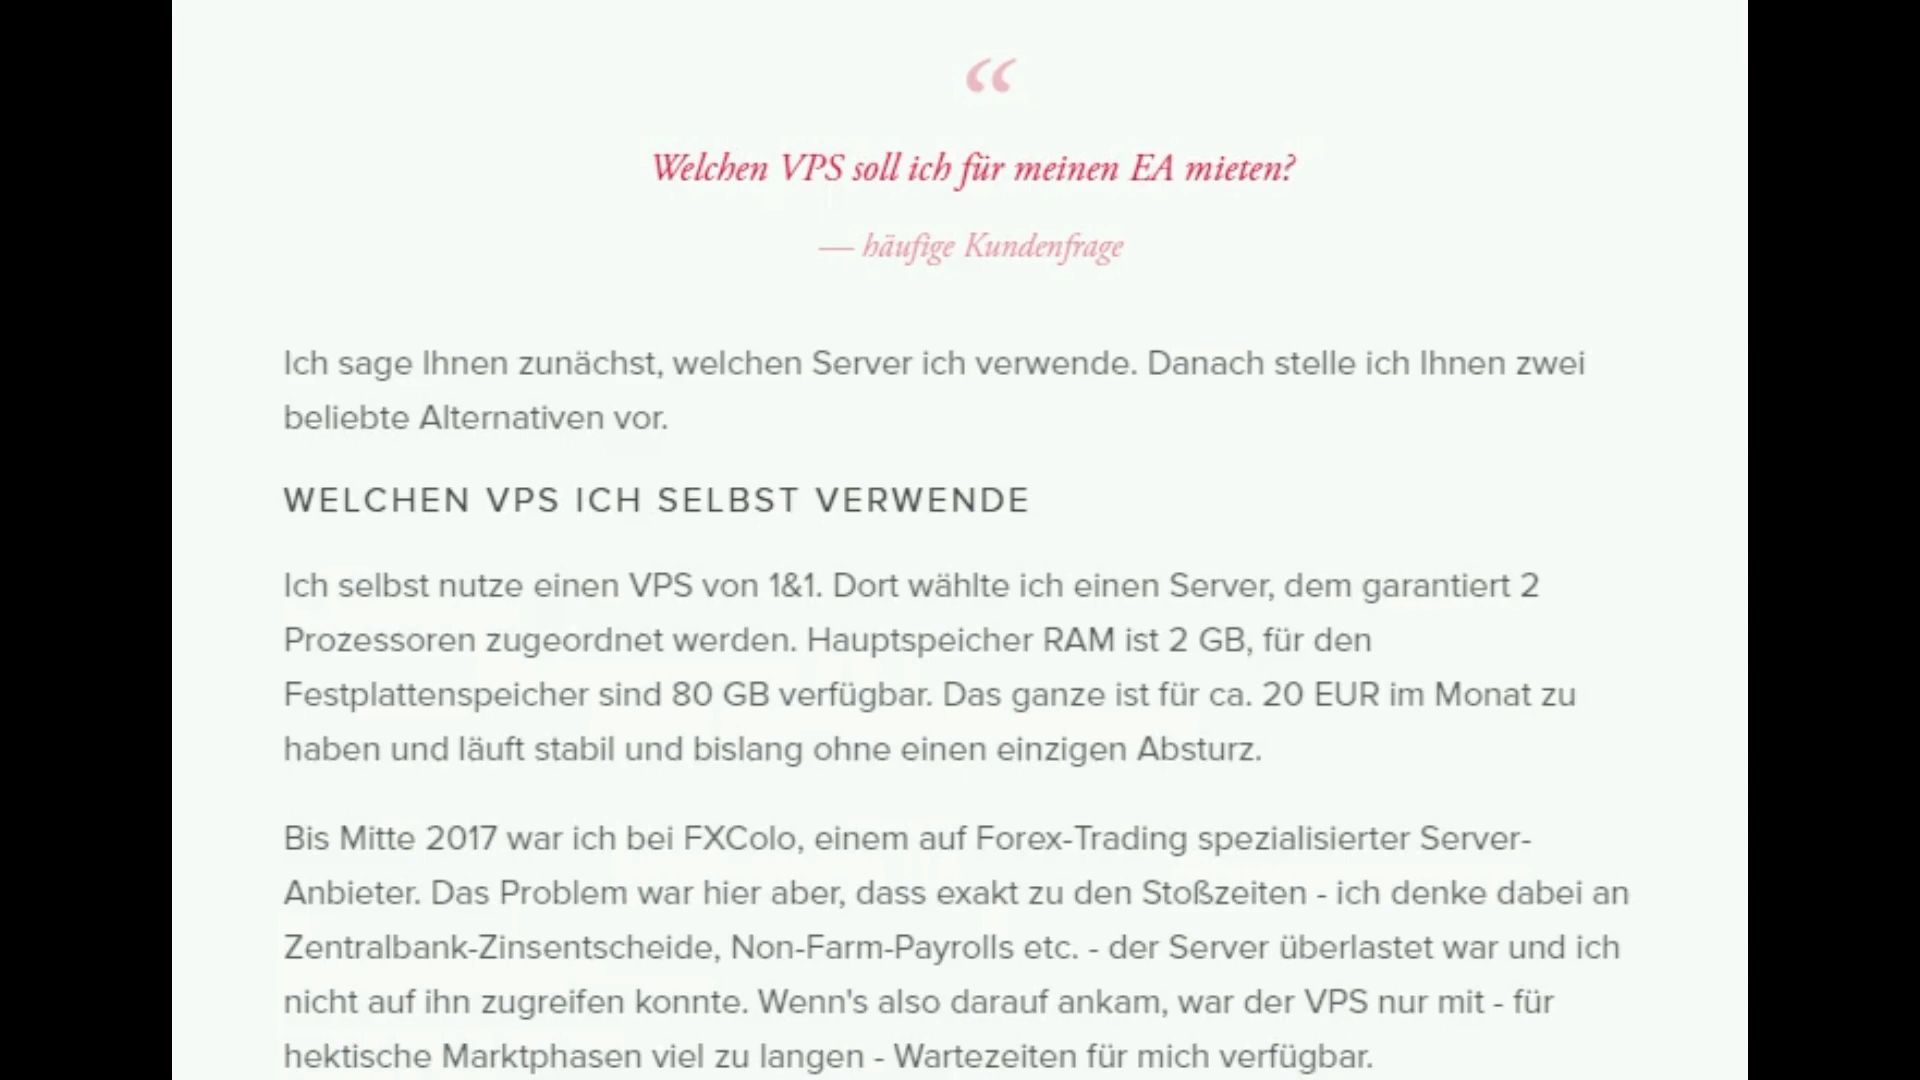 “
Welchen VPS soll ich für meinen EA mieten?
— häufige Kundenfrage
Ich sage Ihnen zunächst, welchen Server ich verwende. Danach stelle ich Ihnen zwei
beliebte Alternativen vor.
WELCHEN VPS ICH SELBST VERWENDE
Ich selbst nutze einen VPS von 1&1. Dort wählte ich einen Server, dem garantiert 2
Prozessoren zugeordnet werden. Hauptspeicher RAM ist 2 GB, für den
Festplattenspeicher sind 80 GB verfügbar. Das ganze ist für ca. 20 EUR im Monat zu
haben und läuft stabil und bislang ohne einen einzigen Absturz.
Bis Mitte 2017 war ich bei FXColo, einem auf Forex-Trading spezialisierter Server-
Anbieter. Das Problem war hier aber, dass exakt zu den Stoßzeiten - ich denke dabei an
Zentralbank-Zinsentscheide, Non-Farm-Payrolls etc. - der Server überlastet war und ich
nicht auf ihn zugreifen konnte. Wenn's also darauf ankam, war der VPS nur mit - für
hektische Marktphasen viel zu langen - Wartezeiten für mich verfügbar.